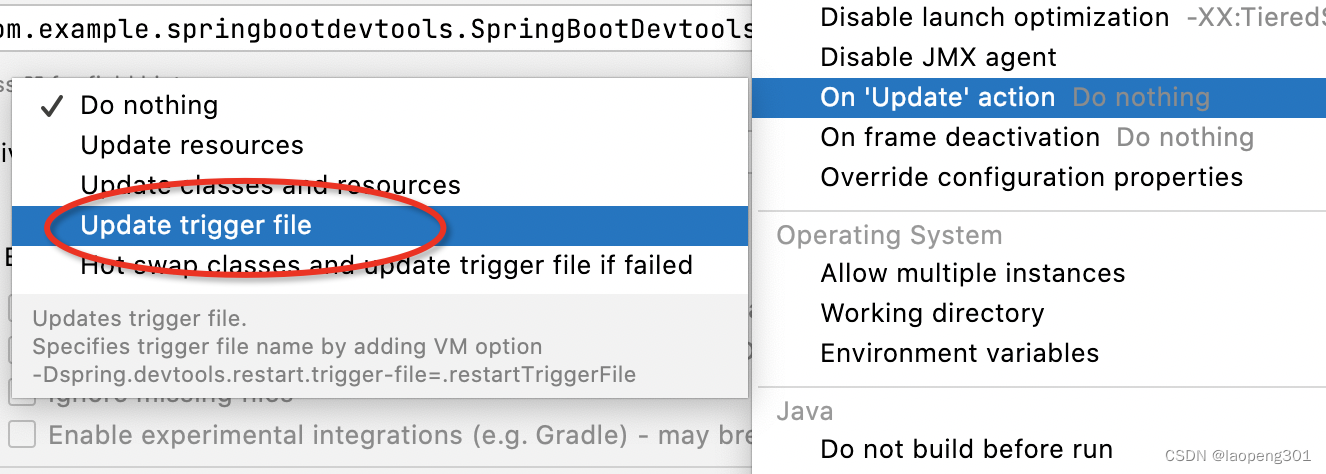 om.example.springbootdevtools.SpringBootDevtools
Do nothing
Update resources
Update classes and resources
Update trigger file
Hot swap classes and update trigger file if failed
Updates trigger file.
Specifies trigger file name by adding VM option
-Dspring.devtools.restart.trigger-file=.restartTriggerFile
Ignore missing files
Enable experimental integrations (e.g. Gradle) - may bre
Disable launch optimization -XX:TieredS
Disable JMX agent
On 'Update' action Do nothing
On frame deactivation Do nothing
Override configuration properties
Operating System
Allow multiple instances
Working directory
Environment variables
Java
Do not build before run
CSDN @laopeng301